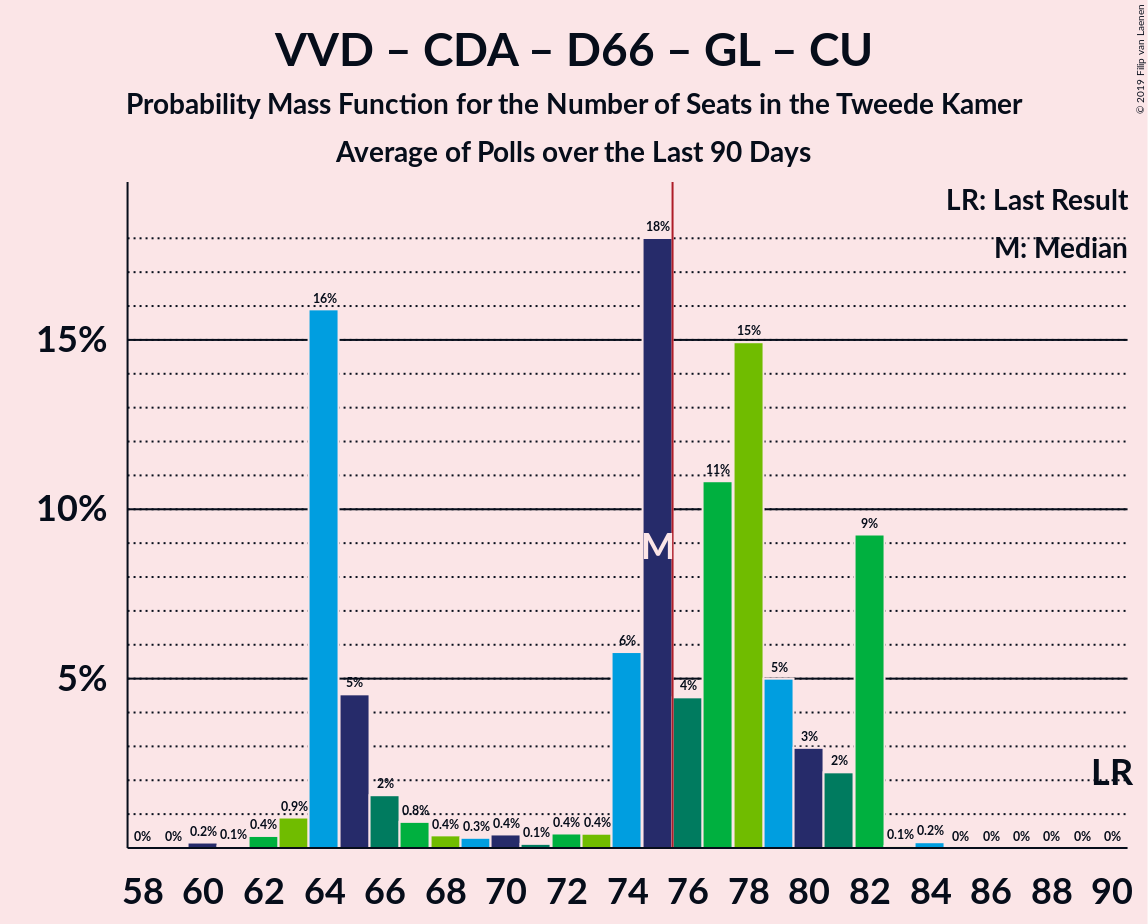 VVD – CDA – D66 – GL – CU
Probability Mass Function for the Number of Seats in the Tweede Kamer
Average of Polls over the Last 90 Days
© 2019 Filip van Laenen
LR: Last Result
M: Median
15%
10%
5%
0% 0% 0.2% 0.1% 0.4% 0.9% 16% 5% 2% 0.8% 0.4% 0.3% 0.4% 0.1% 0.4% 0.4% 6% 18% 4% 11% 15% 5% 3% 2% 9% 0.1% 0.2% 0% 0% 0% 0% 0% 0%
M
LR
58 60 62 64 66 68 70 72 74 76 78 80 82 84 86 88 90